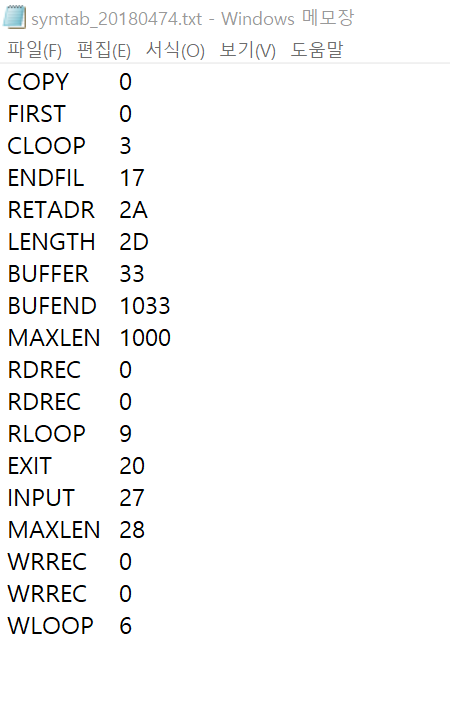 symtab_20180474.txt - Windows 메모장
파일(F) 편집(E) 서식(O) 보기(V) 도움말
COPY 0
FIRST 0
CLOOP 3
ENDFIL 17
RETADR 2A
LENGTH 2D
BUFFER 33
BUFEND 1033
MAXLEN 1000
RDREC 0
RDREC 0
RLOOP 9
EXIT 20
INPUT 27
MAXLEN 28
WRREC 0
WRREC 0
WLOOP 6